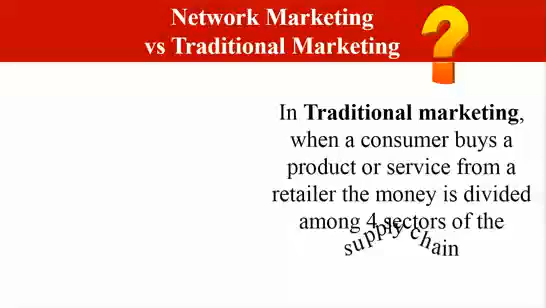 Network Marketing
vs Traditional Marketing
In Traditional marketing,
when a consumer buys a
product or service from a
retailer the money is divided
among 4 sectors of the
supply chain